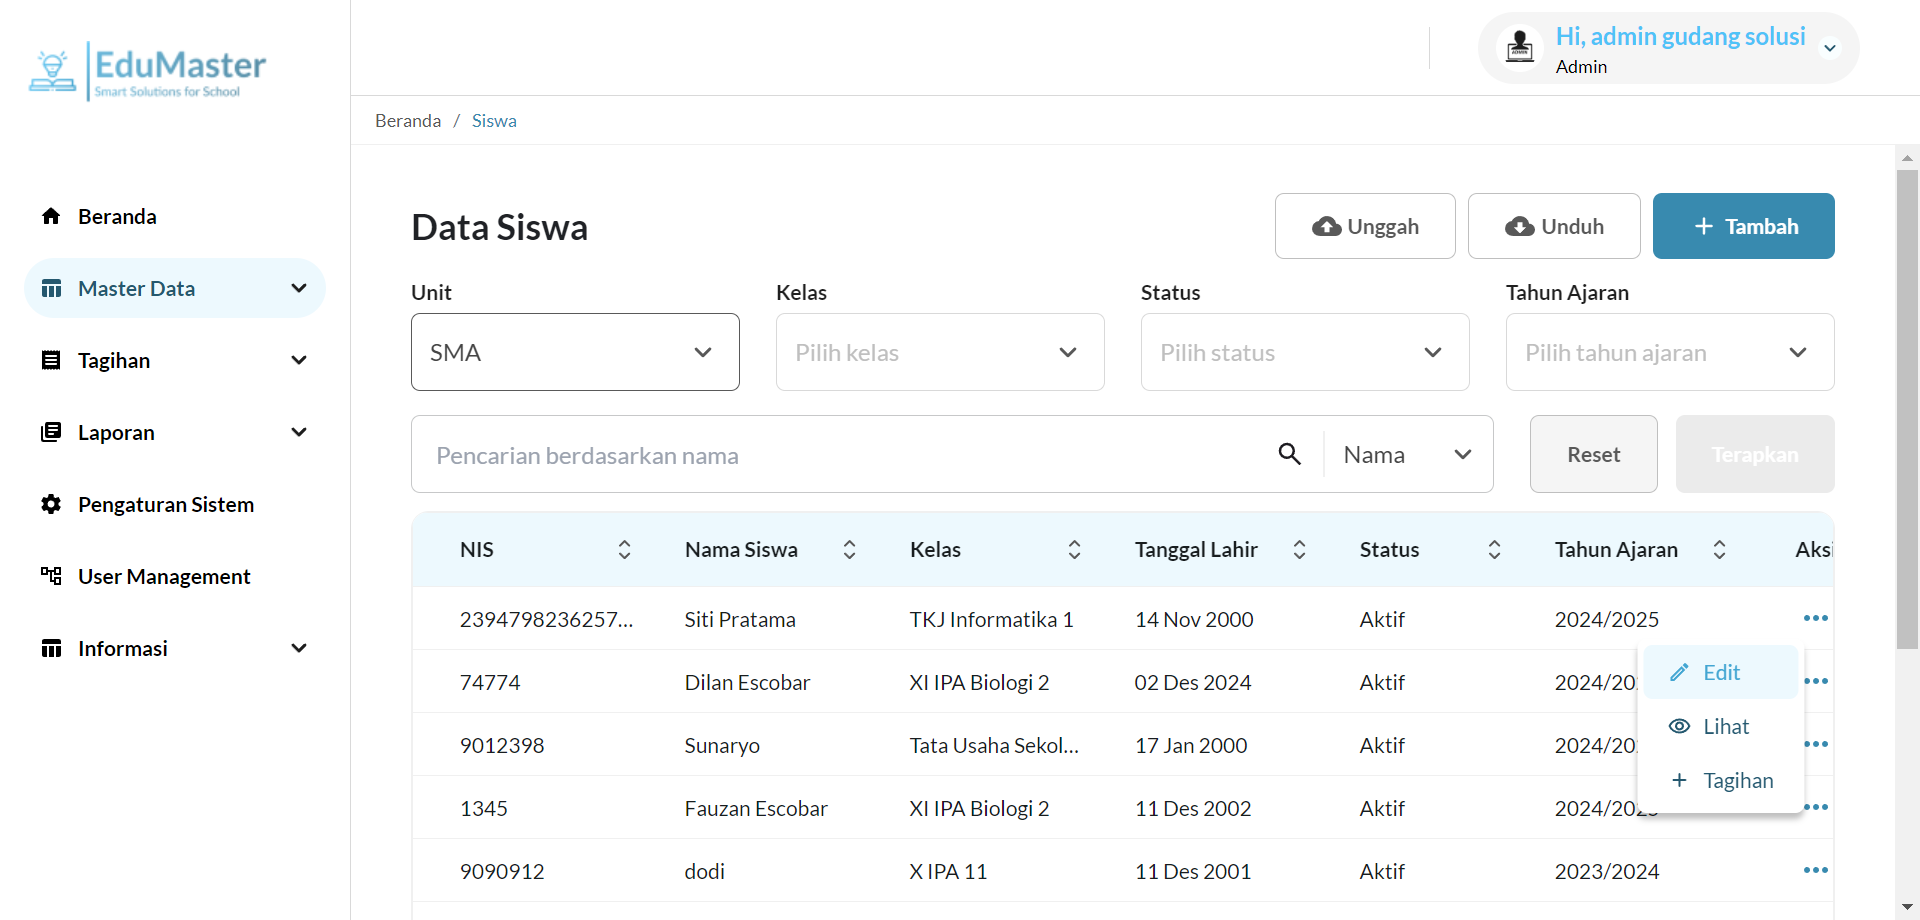 EduMaster
Smart Solutions for School
Hi, admin gudang solusi
Admin
Beranda / Siswa
Beranda
Master Data
Tagihan
Laporan
Pengaturan Sistem
User Management
Informasi
Data Siswa
Unggah
Unduh
+ Tambah
Unit Kelas Status Tahun Ajaran
SMA Pilih kelas Pilih status Pilih tahun ajaran
Pencarian berdasarkan nama Nama Reset Terapkan
NIS Nama Siswa Kelas Tanggal Lahir Status Tahun Ajaran Aksi
2394798236257... Siti Pratama TKJ Informatika 1 14 Nov 2000 Aktif 2024/2025
74774 Dilan Escobar XI IPA Biologi 2 02 Des 2024 Aktif 2024/20
9012398 Sunaryo Tata Usaha Sekol... 17 Jan 2000 Aktif 2024/20
1345 Fauzan Escobar XI IPA Biologi 2 11 Des 2002 Aktif 2024/2025
9090912 dodi X IPA 11 11 Des 2001 Aktif 2023/2024
Edit
Lihat
+ Tagihan